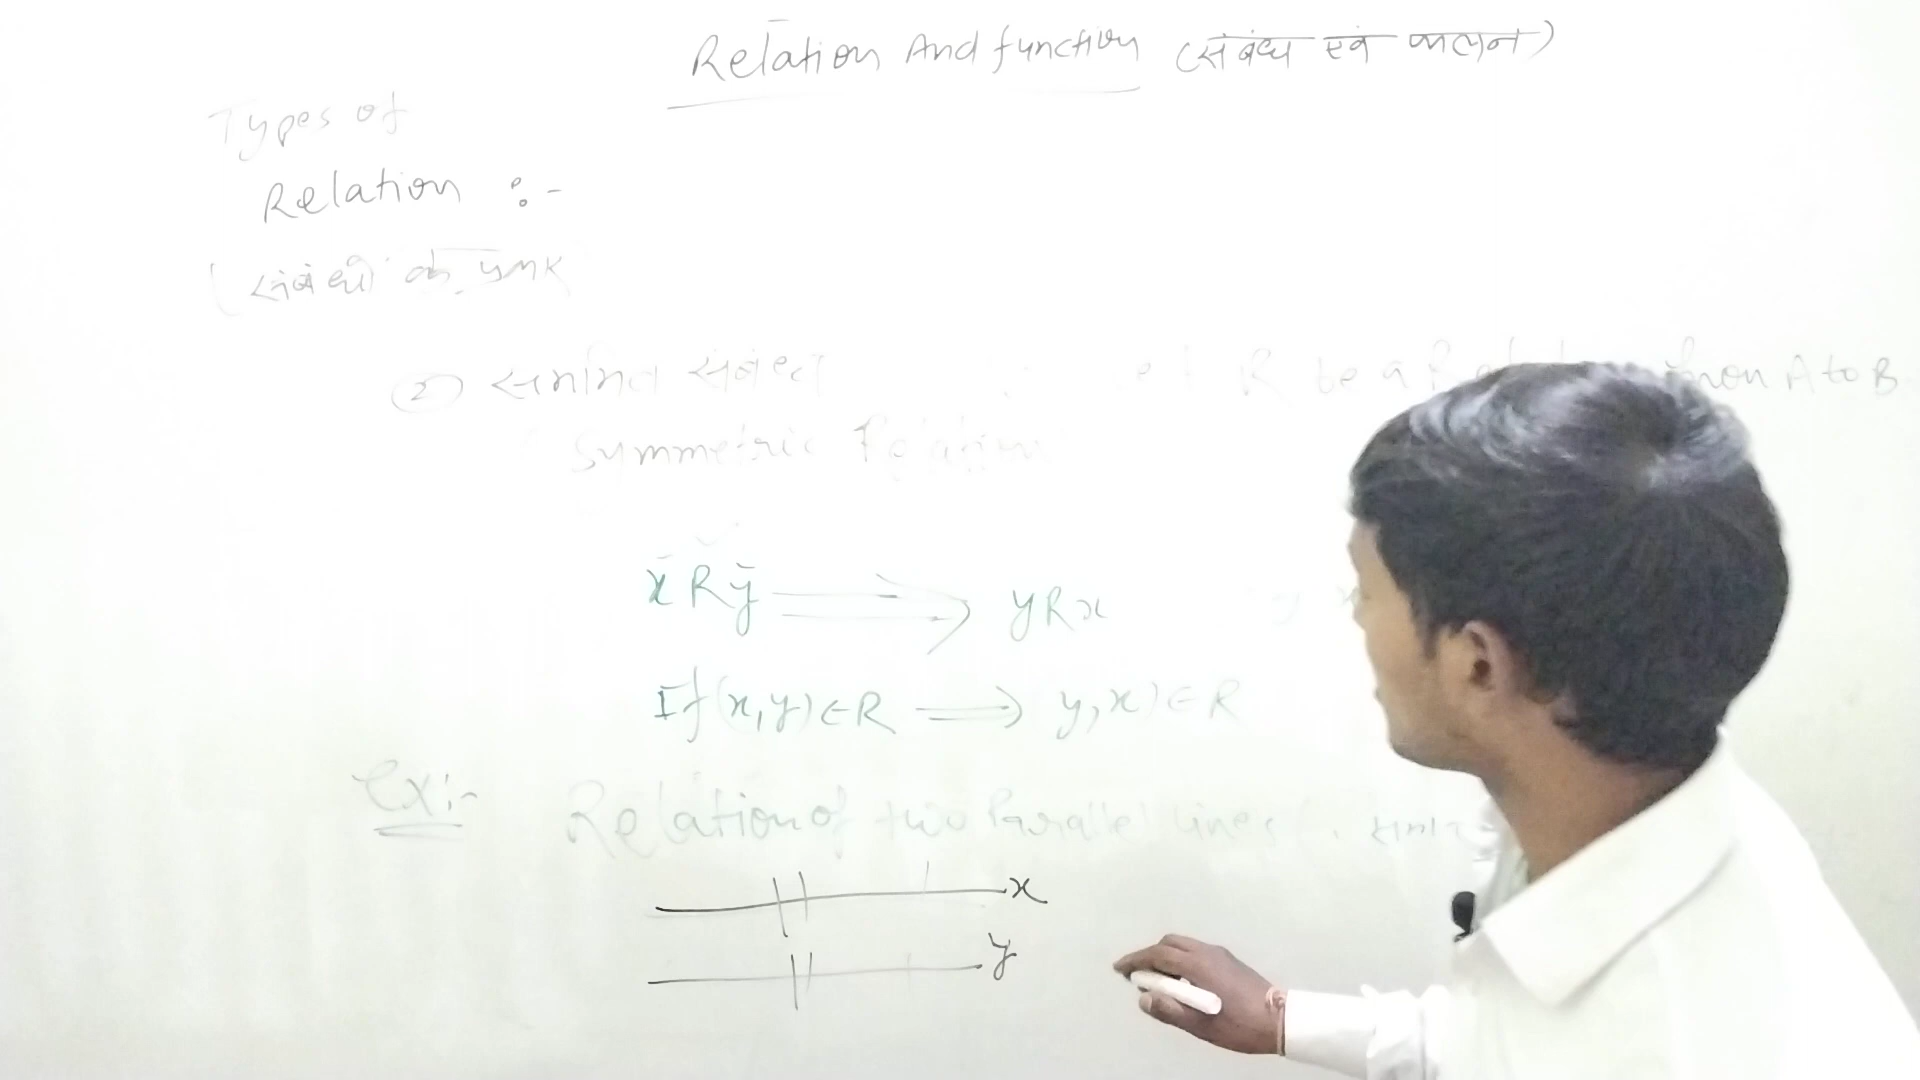 Relation And function (संबंध एवं फलन)
Types of
Relation :-
(संबंधों के प्रकार
② सममित संबंध R be a from A to B
Symmetric Relation
x R y ⟹ y R x
If (x,y) ∈ R ⟹ y,x) ∈ R
Ex:- Relation of two Parallel lines (
x
y